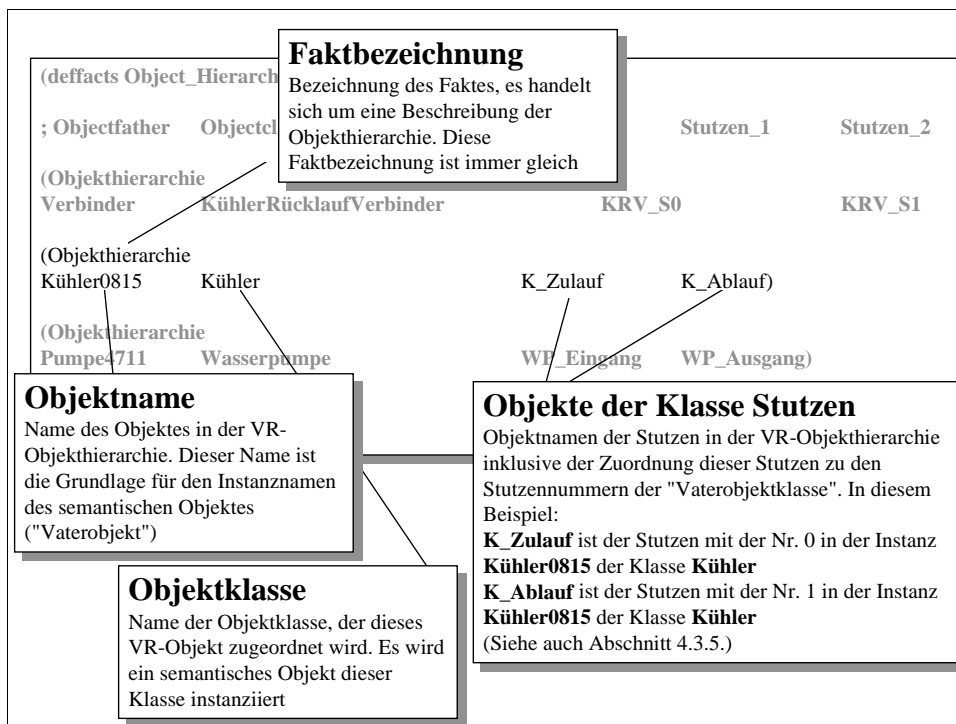 Faktbezeichnung
Bezeichnung des Faktes, es handelt
sich um eine Beschreibung der
Objekthierarchie. Diese
Faktbezeichnung ist immer gleich
(deffacts Object_Hierarch
; Objectfather Objectcl Stutzen_1 Stutzen_2
(Objekthierarchie
Verbinder KühlerRücklaufVerbinder KRV_S0 KRV_S1
(Objekthierarchie
Kühler0815 Kühler K_Zulauf K_Ablauf)
(Objekthierarchie
Pumpe4711 Wasserpumpe WP_Eingang WP_Ausgang)
Objektname
Name des Objektes in der VR-
Objekthierarchie. Dieser Name ist
die Grundlage für den Instanznamen
des semantischen Objektes
("Vaterobjekt")
Objekte der Klasse Stutzen
Objektnamen der Stutzen in der VR-Objekthierarchie
inklusive der Zuordnung dieser Stutzen zu den
Stutzennummern der "Vaterobjektklasse". In diesem
Beispiel:
K_Zulauf ist der Stutzen mit der Nr. 0 in der Instanz
Kühler0815 der Klasse Kühler
K_Ablauf ist der Stutzen mit der Nr. 1 in der Instanz
Kühler0815 der Klasse Kühler
(Siehe auch Abschnitt 4.3.5.)
Objektklasse
Name der Objektklasse, der dieses
VR-Objekt zugeordnet wird. Es wird
ein semantisches Objekt dieser
Klasse instanziiert